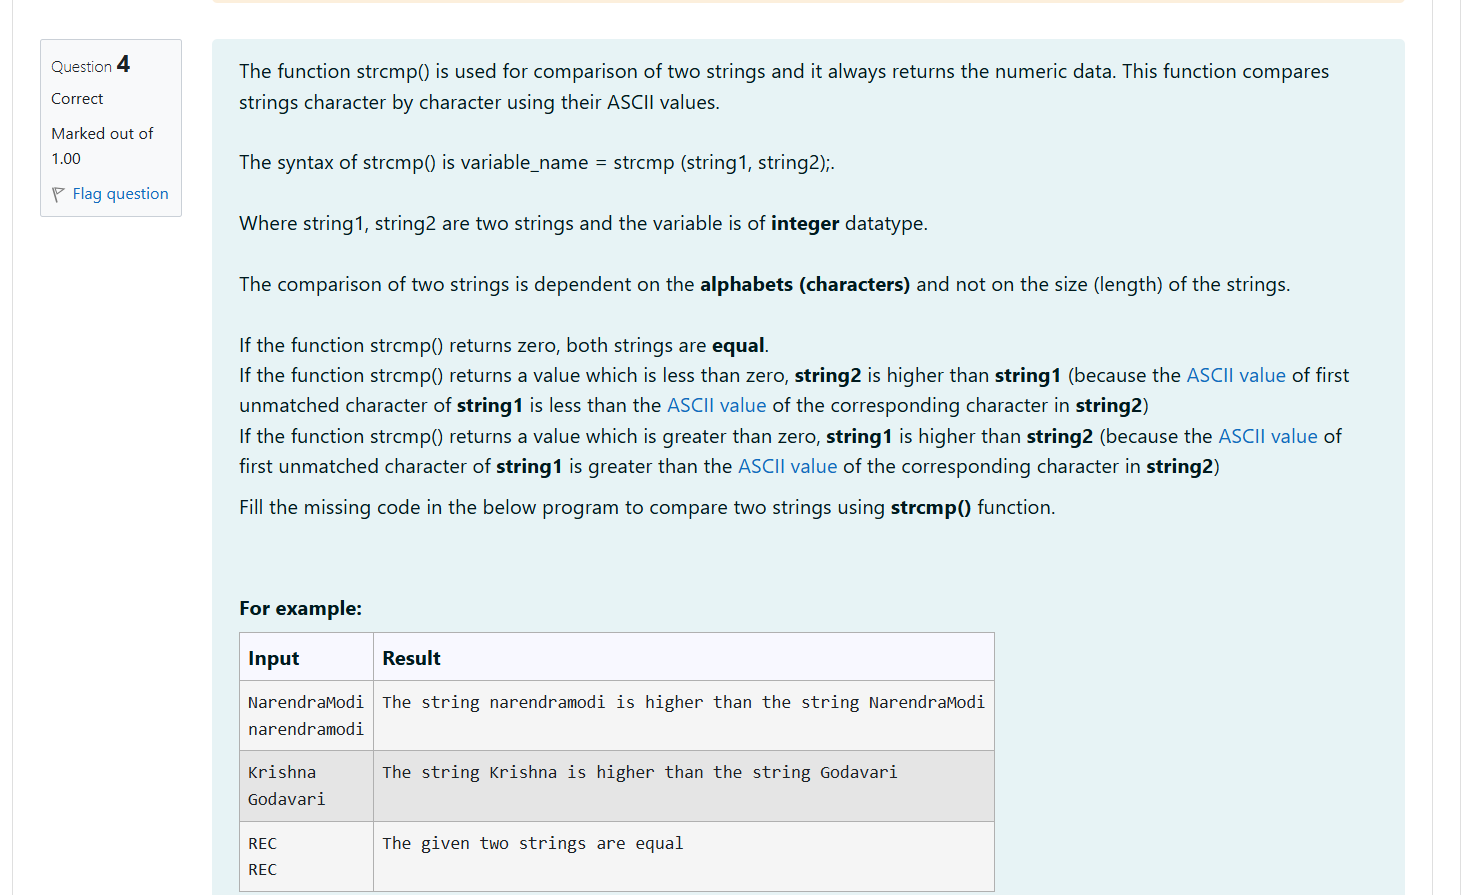 Question 4
Correct
Marked out of
1.00
Flag question
The function strcmp() is used for comparison of two strings and it always returns the numeric data. This function compares
strings character by character using their ASCII values.
The syntax of strcmp() is variable_name = strcmp (string1, string2);.
Where string1, string2 are two strings and the variable is of integer datatype.
The comparison of two strings is dependent on the alphabets (characters) and not on the size (length) of the strings.
If the function strcmp() returns zero, both strings are equal.
If the function strcmp() returns a value which is less than zero, string2 is higher than string1 (because the ASCII value of first
unmatched character of string1 is less than the ASCII value of the corresponding character in string2)
If the function strcmp() returns a value which is greater than zero, string1 is higher than string2 (because the ASCII value of
first unmatched character of string1 is greater than the ASCII value of the corresponding character in string2)
Fill the missing code in the below program to compare two strings using strcmp() function.
For example:
Input Result
NarendraModi The string narendramodi is higher than the string NarendraModi
narendramodi
Krishna The string Krishna is higher than the string Godavari
Godavari
REC The given two strings are equal
REC